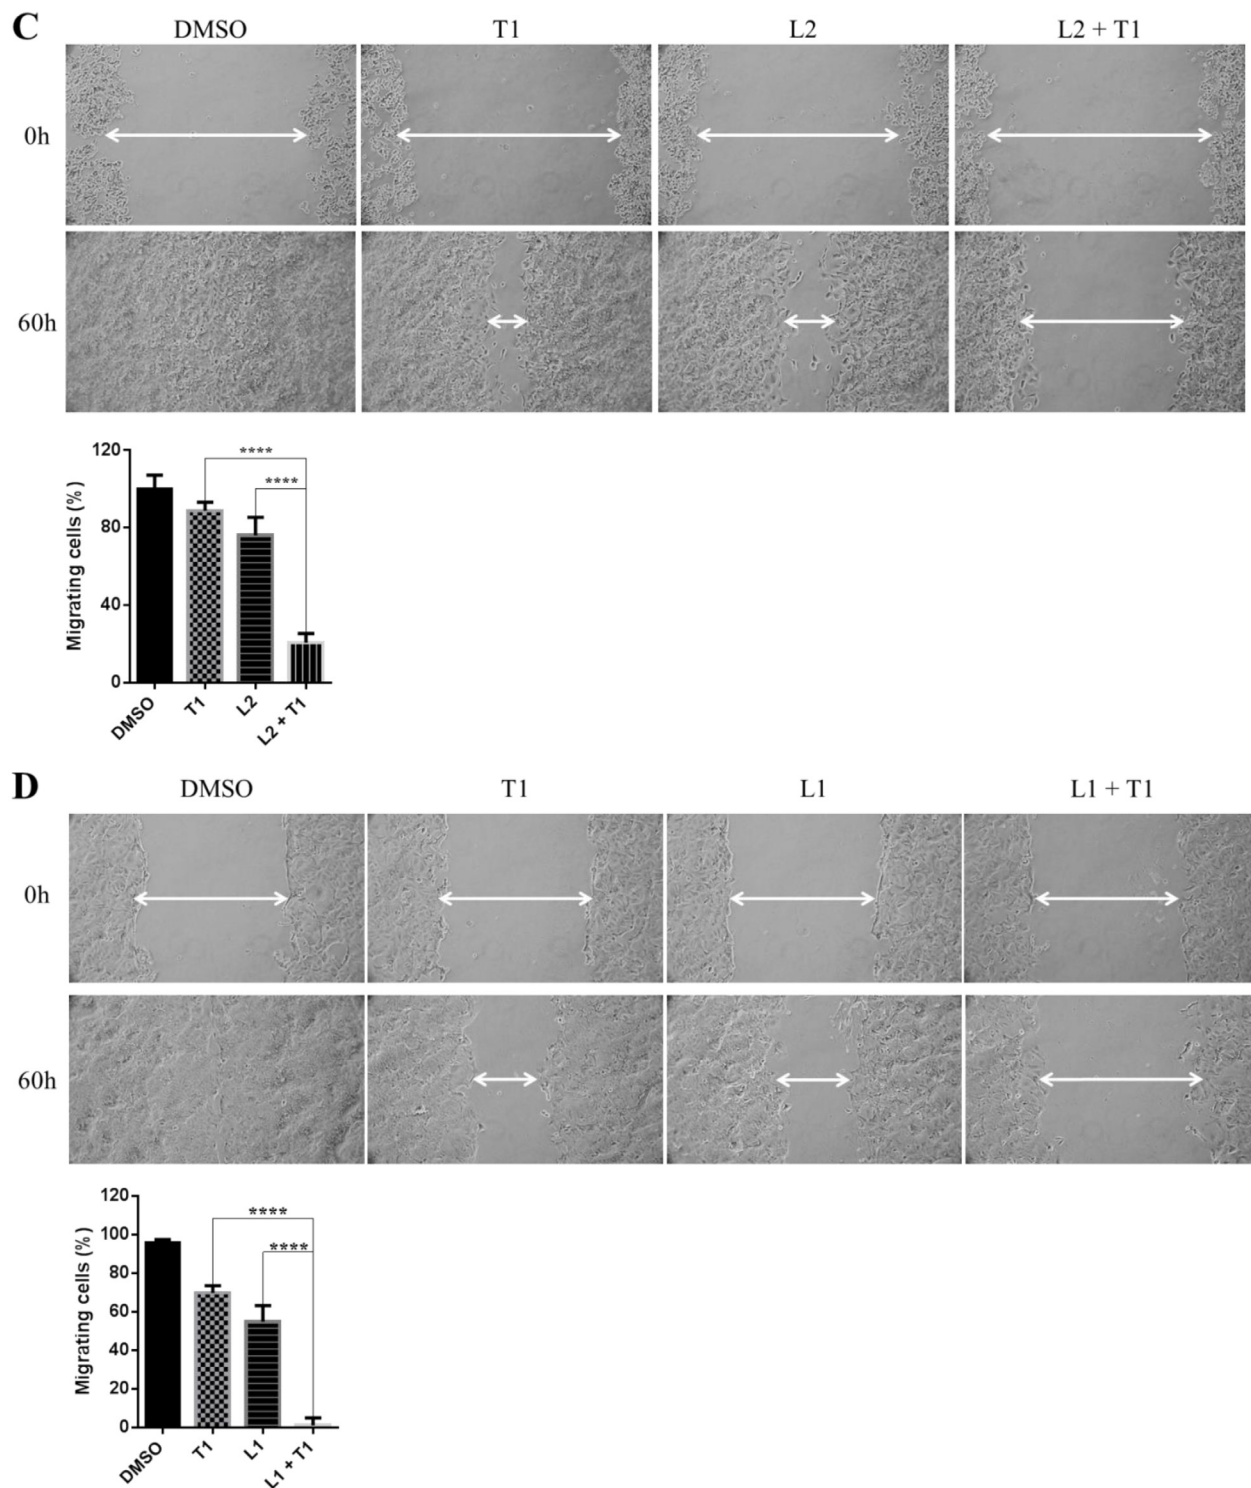 C
DMSO T1 L2 L2 + T1
0h
60h
120
80
40
0
Migrating cells (%)
****
****
DMSO T1 L2 L2 + T1
D
DMSO T1 L1 L1 + T1
0h
60h
120
100
80
60
40
20
0
Migrating cells (%)
****
****
DMSO T1 L1 L1 + T1